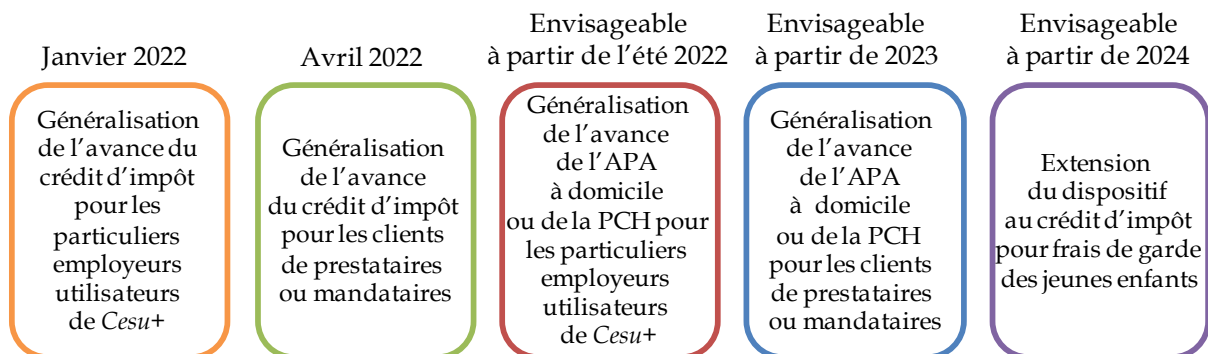 Janvier 2022
Généralisation
de l'avance du
crédit d'impôt
pour les
particuliers
employeurs
utilisateurs
de Cesu+
Avril 2022
Généralisation
de l'avance
du crédit d'impôt
pour les clients
de prestataires
ou mandataires
Envisageable
à partir de l'été 2022
Généralisation
de l'avance
de l'APA
à domicile
ou de la PCH pour
les particuliers
employeurs
utilisateurs
de Cesu+
Envisageable
à partir de 2023
Généralisation
de l'avance
de l'APA
à domicile
ou de la PCH
pour les clients
de prestataires
ou mandataires
Envisageable
à partir de 2024
Extension
du dispositif
au crédit d'impôt
pour frais de garde
des jeunes enfants